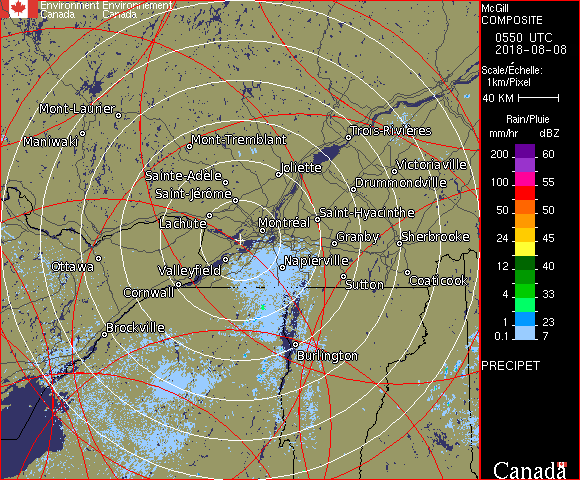 Environment Environnement
Canada Canada
McGill
COMPOSITE
0550 UTC
2018-08-08
Scale/Échelle:
1km/Pixel
40 KM
Rain/Pluie
mm/hr dBZ
200 60
100 55
50 50
24 45
12 40
4 33
1 23
0.1 7
PRECIPET
Canada
Mont-Laurier
Maniwaki
Mont-Tremblant
Trois-Rivières
Sainte-Adèle
Joliette
Victoriaville
Saint-Jérôme
Drummondville
Lachute
Montréal
Saint-Hyacinthe
Granby
Sherbrooke
Ottawa
Valleyfield
Napierville
Cornwall
Sutton
Coaticook
Brockville
Burlington